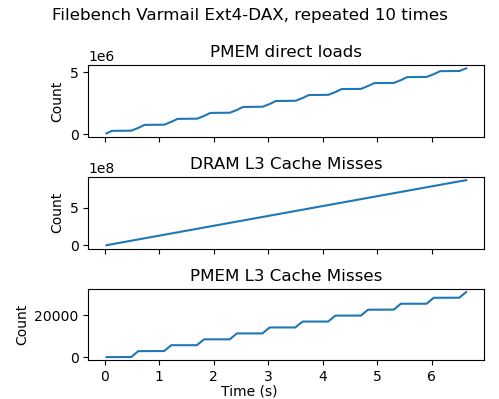 Filebench Varmail Ext4-DAX, repeated 10 times
PMEM direct loads
1e6
5
0
Count
DRAM L3 Cache Misses
1e8
5
0
Count
PMEM L3 Cache Misses
20000
0
Count
0 1 2 3 4 5 6
Time (s)